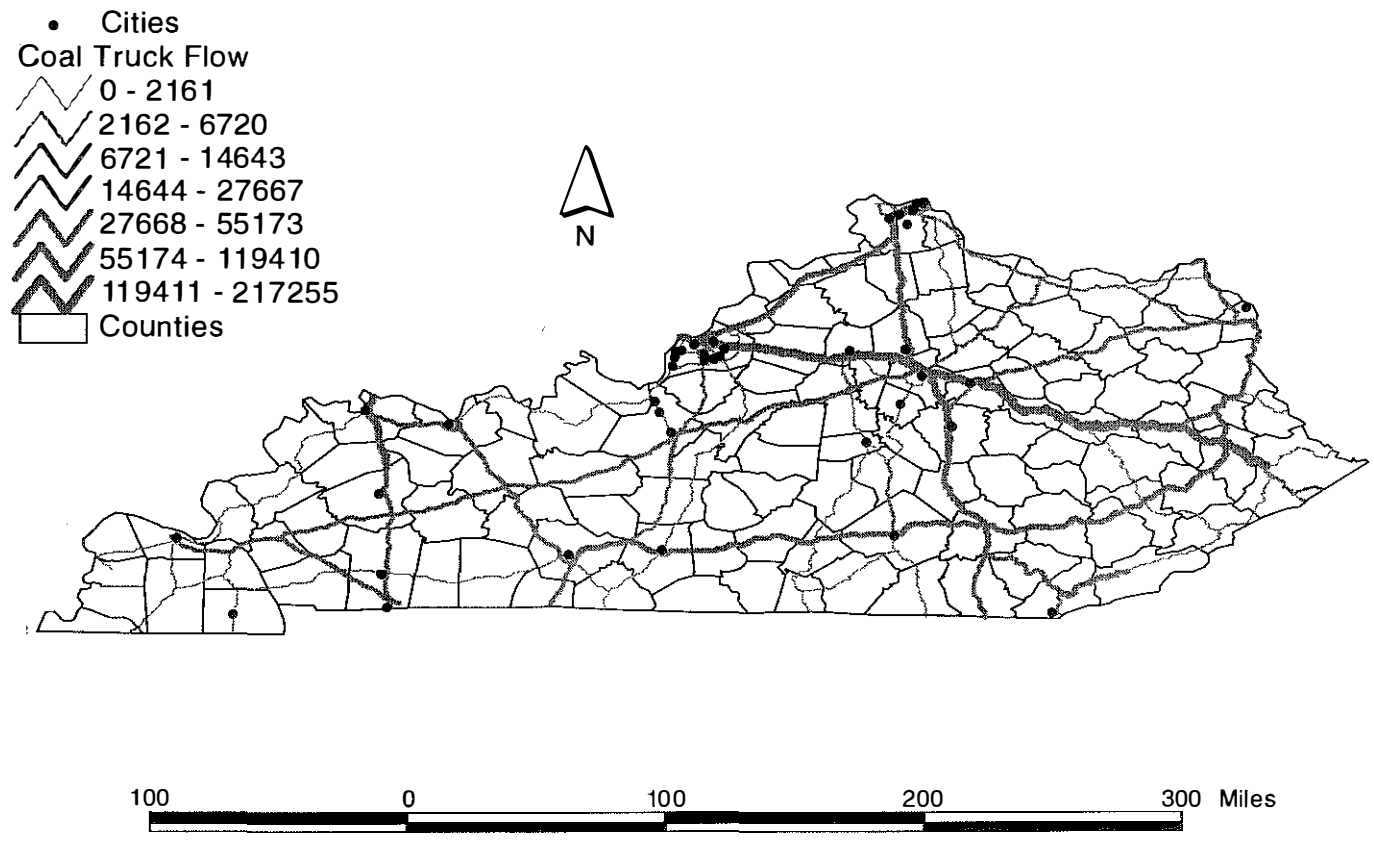 Cities
Coal Truck Flow
0 - 2161
2162 - 6720
6721 - 14643
14644 - 27667
27668 - 55173
55174 - 119410
119411 - 217255
Counties
N
100 0 100 200 300 Miles